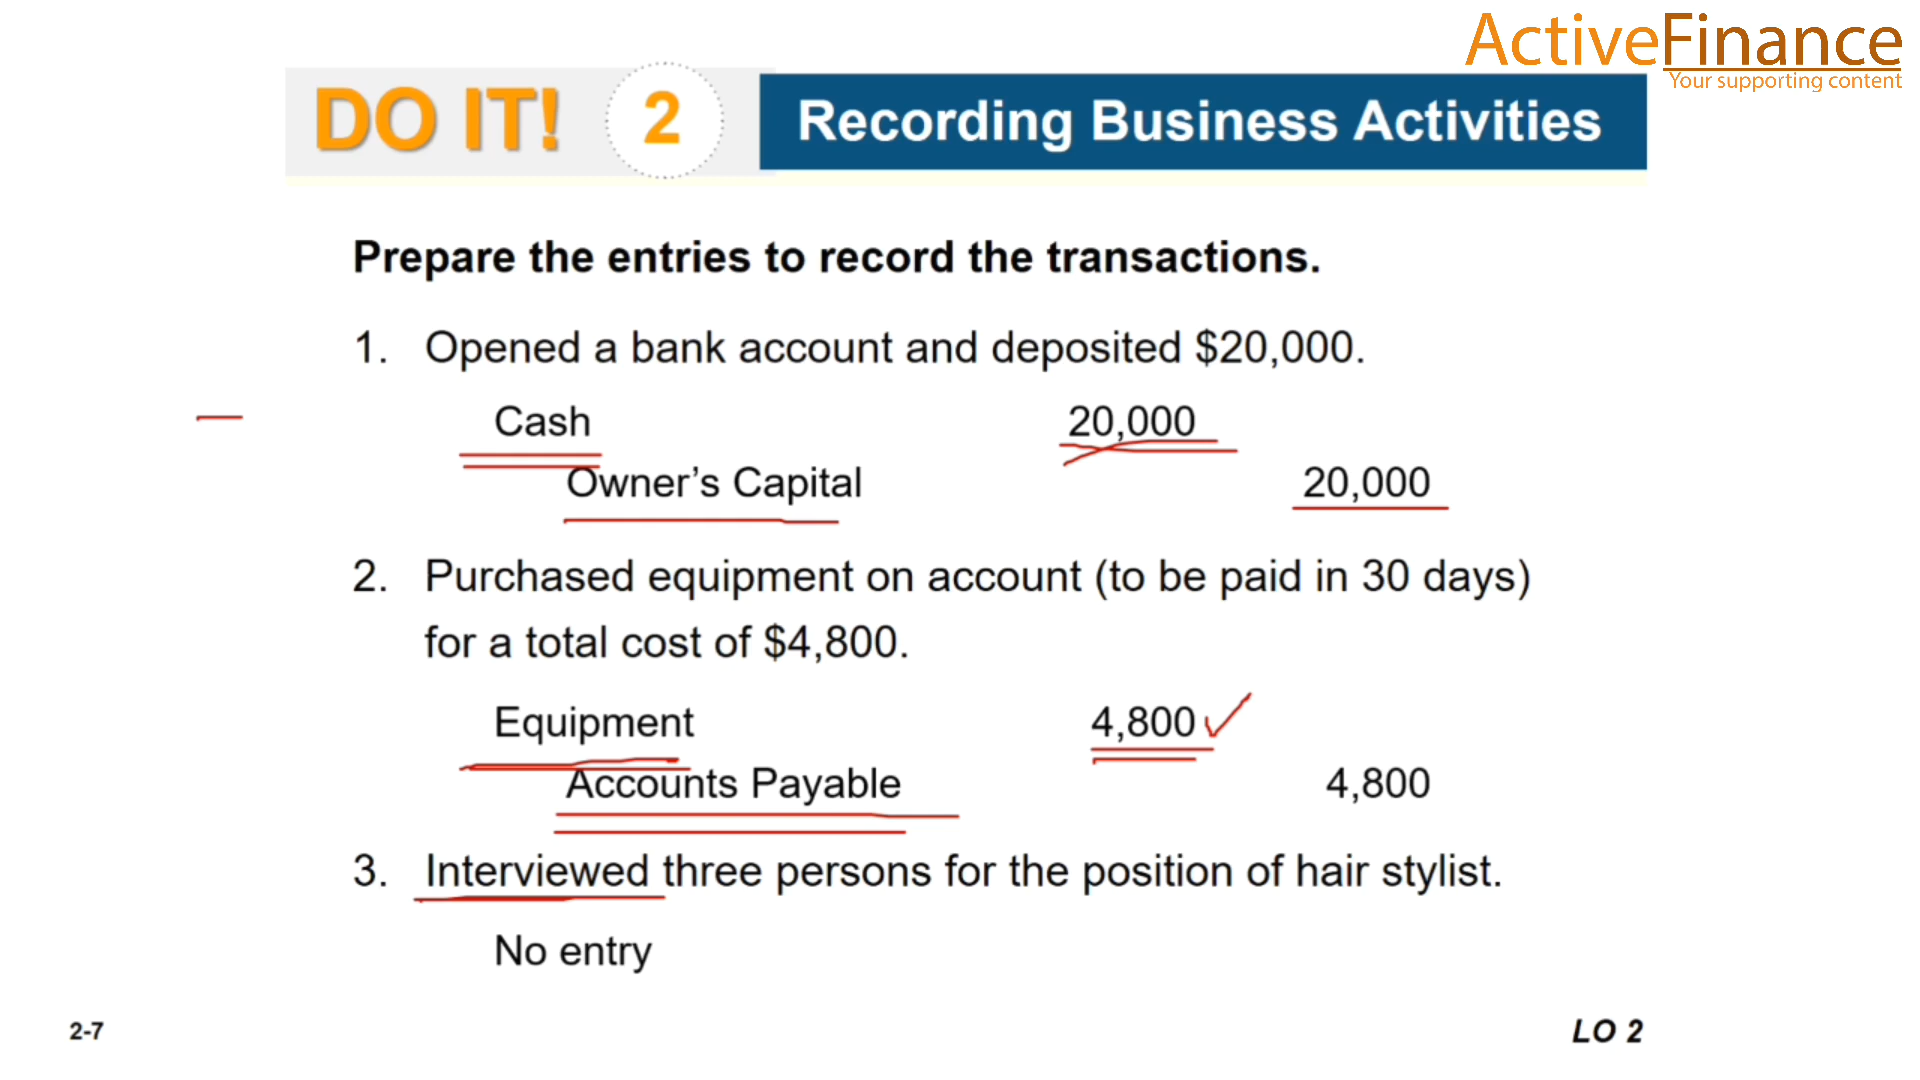 ActiveFinance
Your supporting content
DO IT! 2 Recording Business Activities
Prepare the entries to record the transactions.
1. Opened a bank account and deposited $20,000.
Cash 20,000
Owner’s Capital 20,000
2. Purchased equipment on account (to be paid in 30 days)
for a total cost of $4,800.
Equipment 4,800
Accounts Payable 4,800
3. Interviewed three persons for the position of hair stylist.
No entry
2-7 LO 2